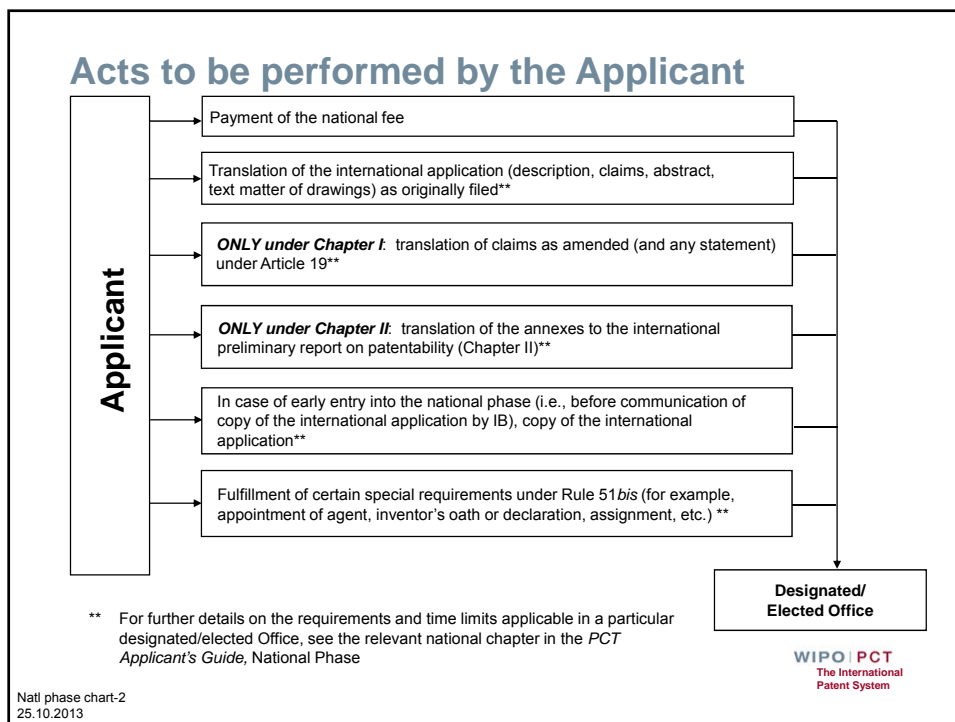 Acts to be performed by the Applicant
Applicant
Payment of the national fee
Translation of the international application (description, claims, abstract,
text matter of drawings) as originally filed**
ONLY under Chapter I:  translation of claims as amended (and any statement)
under Article 19**
ONLY under Chapter II:  translation of the annexes to the international
preliminary report on patentability (Chapter II)**
In case of early entry into the national phase (i.e., before communication of
copy of the international application by IB), copy of the international
application**
Fulfillment of certain special requirements under Rule 51bis (for example,
appointment of agent, inventor's oath or declaration, assignment, etc.) **
Designated/
Elected Office
** For further details on the requirements and time limits applicable in a particular
designated/elected Office, see the relevant national chapter in the PCT
Applicant's Guide, National Phase
WIPO | PCT
The International
Patent System
Natl phase chart-2
25.10.2013